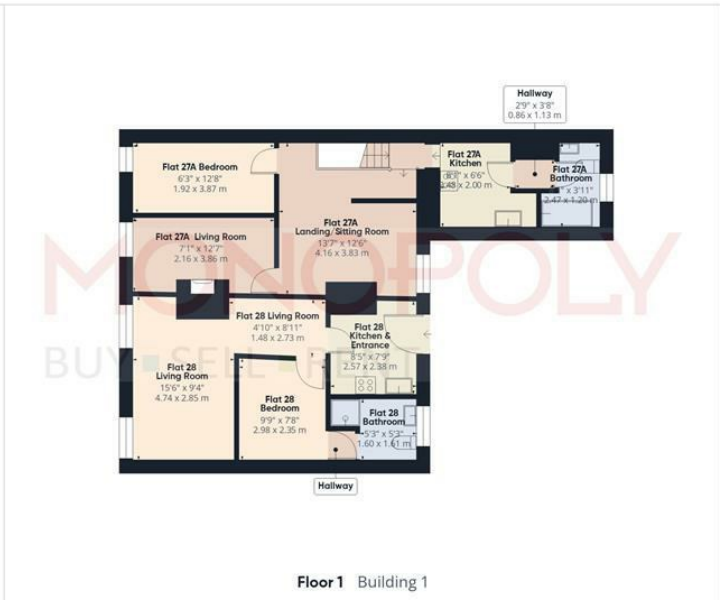 Hallway
2'9" x 3'8"
0.86 x 1.13 m
Flat 27A Bedroom
6'3" x 12'8"
1.92 x 3.87 m
Flat 27A
Kitchen
x 6'6"
x 2.00 m
Flat 27A
Bathroom
x 3'11"
2.47 x 1.20 m
Flat 27A Living Room
7'1" x 12'7"
2.16 x 3.86 m
Flat 27A
Landing/Sitting Room
13'7" x 12'6"
4.16 x 3.83 m
MONOPOLY
BUY SELL RENT
Flat 28 Living Room
4'10" x 8'11"
1.48 x 2.73 m
Flat 28
Kitchen &
Entrance
8'5" x 7'9"
2.57 x 2.38 m
Flat 28
Living Room
15'6" x 9'4"
4.74 x 2.85 m
Flat 28
Bedroom
9'9" x 7'8"
2.98 x 2.35 m
Flat 28
Bathroom
5'3" x 5'3"
1.60 x 1.61 m
Hallway
Floor 1 Building 1